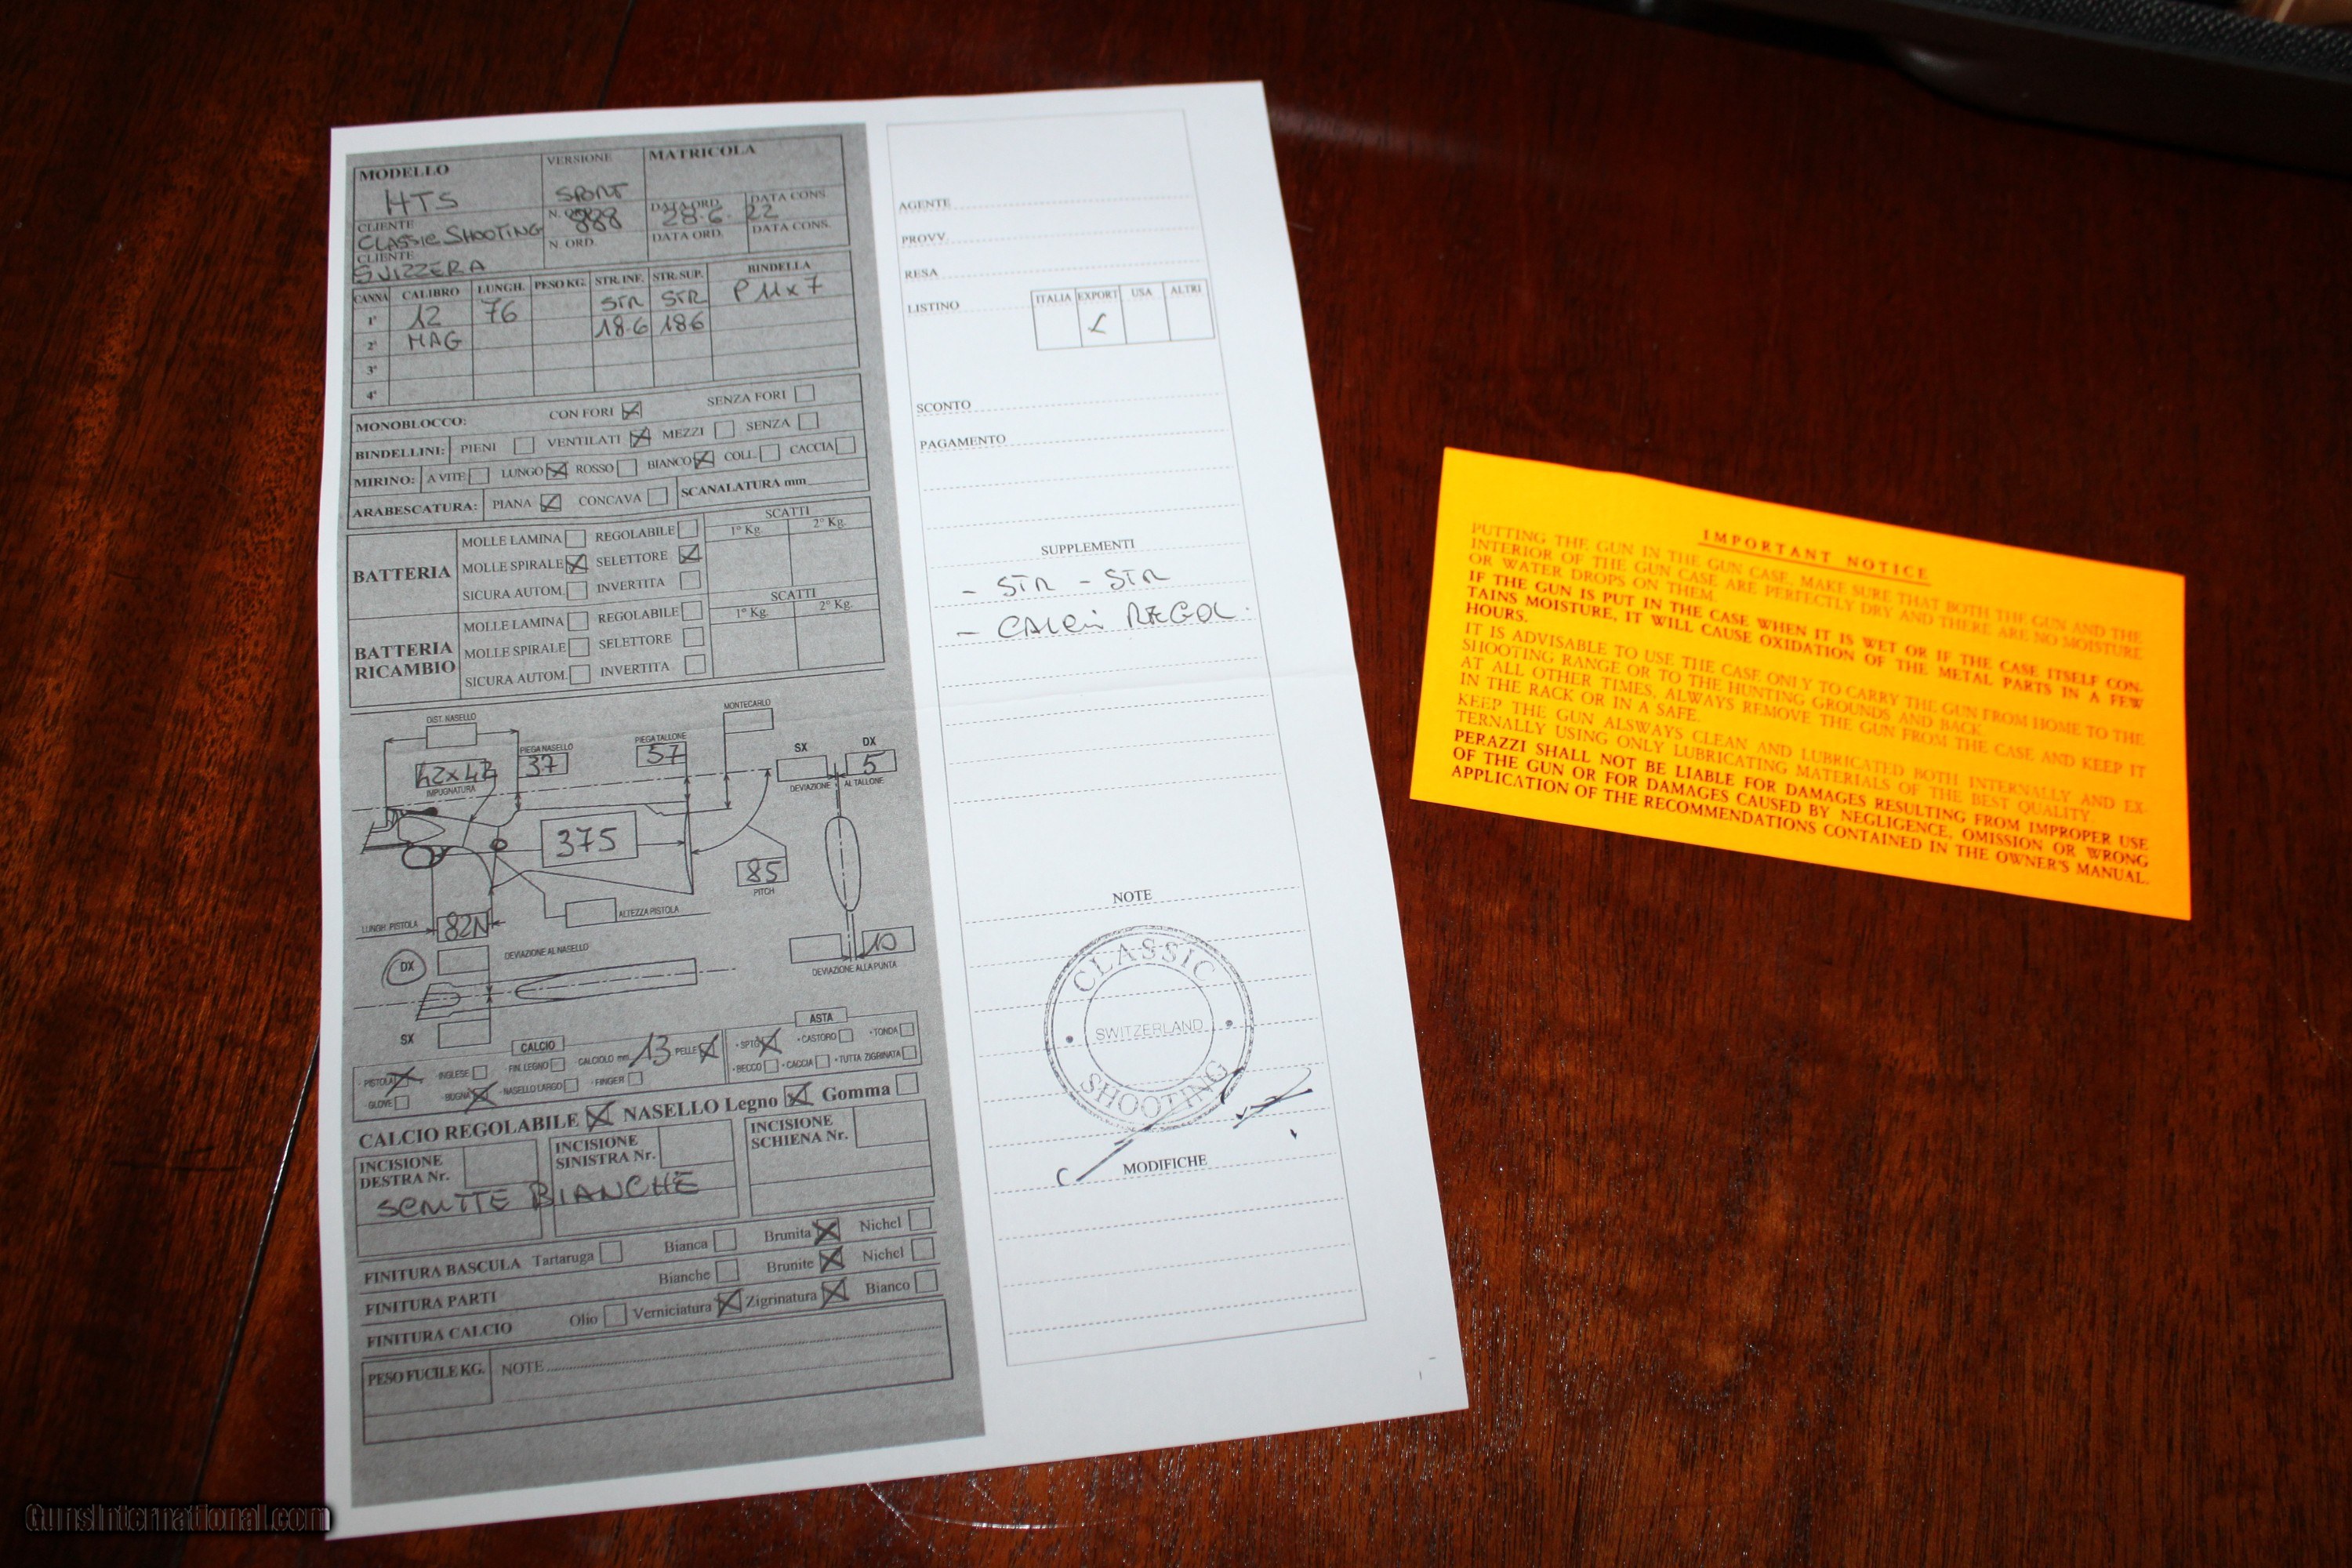 MODELLO VERSIONE MATRICOLA
HTS SPORT
CLIENTE N. 888 DATA ORD. 28.6.22 DATA CONS.
CLASSIC SHOOTING N. ORD. DATA ORD. DATA CONS.
CLIENTE
SVIZZERA
CANNA CALIBRO LUNGH. PESO KG. STR. INF. STR. SUP. BINDELLA
1ª 12 76 STR STR P 11x7
2ª MAG 18.6 18.6
3ª
4ª
MONOBLOCCO: CON FORI SENZA FORI
BINDELLINI: PIENI VENTILATI MEZZI SENZA
MIRINO: A VITE LUNGO ROSSO BIANCO COLL. CACCIA
ARABESCATURA: PIANA CONCAVA SCANALATURA mm
BATTERIA MOLLE LAMINA REGOLABILE SCATTI
1° Kg. 2° Kg.
MOLLE SPIRALE SELETTORE
SICURA AUTOM. INVERTITA
BATTERIA RICAMBIO MOLLE LAMINA REGOLABILE SCATTI
1° Kg. 2° Kg.
MOLLE SPIRALE SELETTORE
SICURA AUTOM. INVERTITA
DIST. NASELLO MONTECARLO
PIEGA NASELLO PIEGA TALLONE SX DX
42x42 37 57 5
IMPUGNATURA DEVIAZIONE AL TALLONE
375
85
PITCH
LUNGH. PISTOLA 82N ALTEZZA PISTOLA
DX DEVIAZIONE AL NASELLO 10
DEVIAZIONE ALLA PUNTA
SX
CALCIO ASTA
PISTOLA INGLESE FIN. LEGNO CALCIOLO mm 13 PELLE SPTO CASTORO TONDA
GLOVE BUGNA NASELLO LARGO FINGER BECCO CACCIA TUTTA ZIGRINATA
CALCIO REGOLABILE NASELLO Legno Gomma
INCISIONE DESTRA Nr. INCISIONE SINISTRA Nr. INCISIONE SCHIENA Nr.
SCRITTE BIANCHE
FINITURA BASCULA Tartaruga Bianca Brunita Nichel
FINITURA PARTI Bianche Brunite Nichel
FINITURA CALCIO Olio Verniciatura Zigrinatura Bianco
PESO FUCILE KG. NOTE
AGENTE
PROVV.
RESA
LISTINO ITALIA EXPORT USA ALTRI
SCONTO
PAGAMENTO
SUPPLEMENTI
- STR - STR
- CALCIO REGOL.
NOTE
CLASSIC
SWITZERLAND
SHOOTING
MODIFICHE
IMPORTANT NOTICE
PUTTING THE GUN IN THE GUN CASE, MAKE SURE THAT BOTH THE GUN AND THE
INTERIOR OF THE GUN CASE ARE PERFECTLY DRY AND THERE ARE NO MOISTURE
OR WATER DROPS ON THEM.
IF THE GUN IS PUT IN THE CASE WHEN IT IS WET OR IF THE CASE ITSELF CON-
TAINS MOISTURE, IT WILL CAUSE OXIDATION OF THE METAL PARTS IN A FEW
HOURS.
IT IS ADVISABLE TO USE THE CASE ONLY TO CARRY THE GUN FROM HOME TO THE
SHOOTING RANGE OR TO THE HUNTING GROUNDS AND BACK.
AT ALL OTHER TIMES, ALWAYS REMOVE THE GUN FROM THE CASE AND KEEP IT
IN THE RACK OR IN A SAFE.
KEEP THE GUN ALSWAYS CLEAN AND LUBRICATED BOTH INTERNALLY AND EX-
TERNALLY USING ONLY LUBRICATING MATERIALS OF THE BEST QUALITY.
PERAZZI SHALL NOT BE LIABLE FOR DAMAGES RESULTING FROM IMPROPER USE
OF THE GUN OR FOR DAMAGES CAUSED BY NEGLIGENCE, OMISSION OR WRONG
APPLICATION OF THE RECOMMENDATIONS CONTAINED IN THE OWNER'S MANUAL.
GunsInternational.com